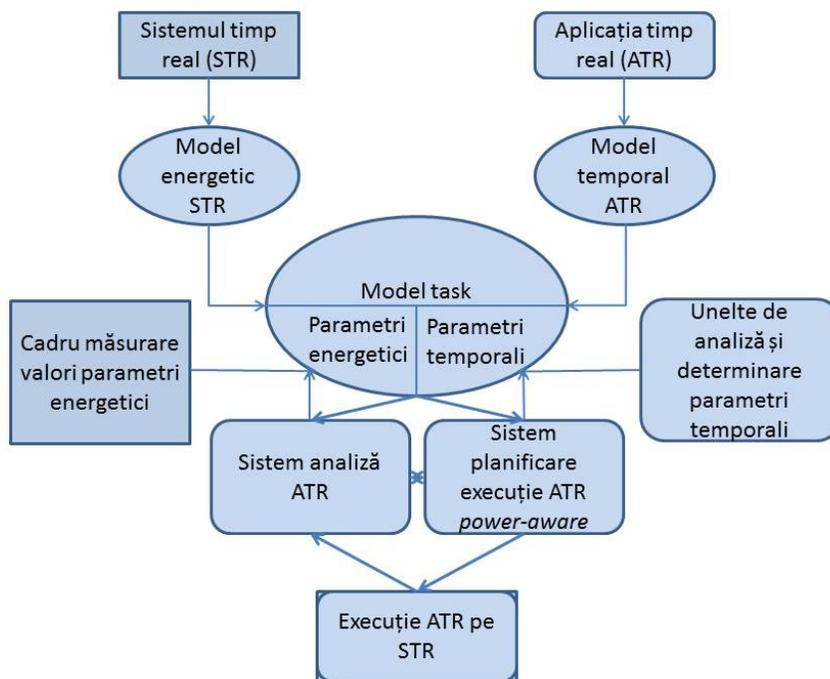 Sistemul timp
real (STR)
Aplicația timp
real (ATR)
Model
energetic
STR
Model
temporal
ATR
Model task
Parametri
energetici
Parametri
temporali
Cadru măsurare
valori parametri
energetici
Unelte de
analiză și
determinare
parametri
temporali
Sistem analiză
ATR
Sistem
planificare
execuție ATR
power-aware
Execuție ATR pe
STR